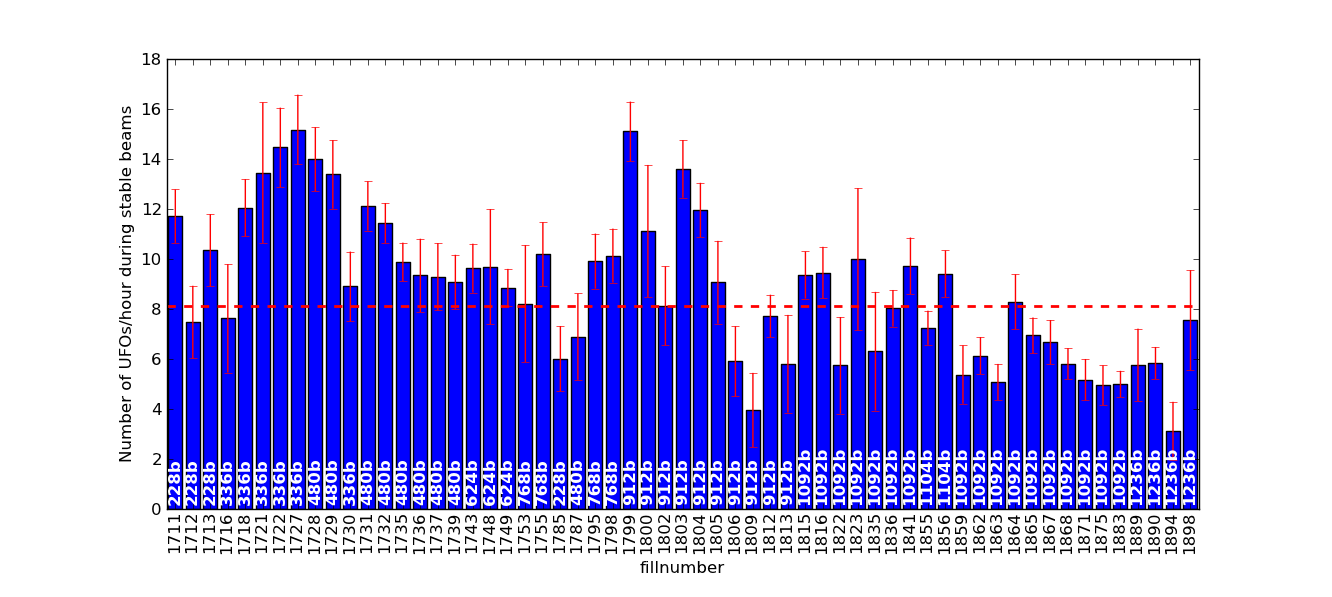 Number of UFOs/hour during stable beams
18
16
14
12
10
8
6
4
2
0
228b
228b
228b
336b
336b
336b
336b
336b
480b
480b
336b
480b
480b
480b
480b
480b
480b
624b
624b
624b
768b
768b
228b
480b
768b
768b
912b
912b
912b
912b
912b
912b
912b
912b
912b
912b
1092b
1092b
1092b
1092b
1092b
1092b
1092b
1104b
1104b
1092b
1092b
1092b
1092b
1092b
1092b
1092b
1092b
1092b
1092b
1236b
1236b
1236b
1236b
1711
1712
1713
1716
1718
1721
1722
1727
1728
1729
1730
1731
1732
1735
1736
1737
1739
1743
1748
1749
1753
1755
1785
1787
1795
1798
1799
1800
1802
1803
1804
1805
1806
1809
1812
1813
1815
1816
1822
1823
1835
1836
1841
1855
1856
1859
1862
1863
1864
1865
1867
1868
1871
1875
1883
1889
1890
1894
1898
fillnumber